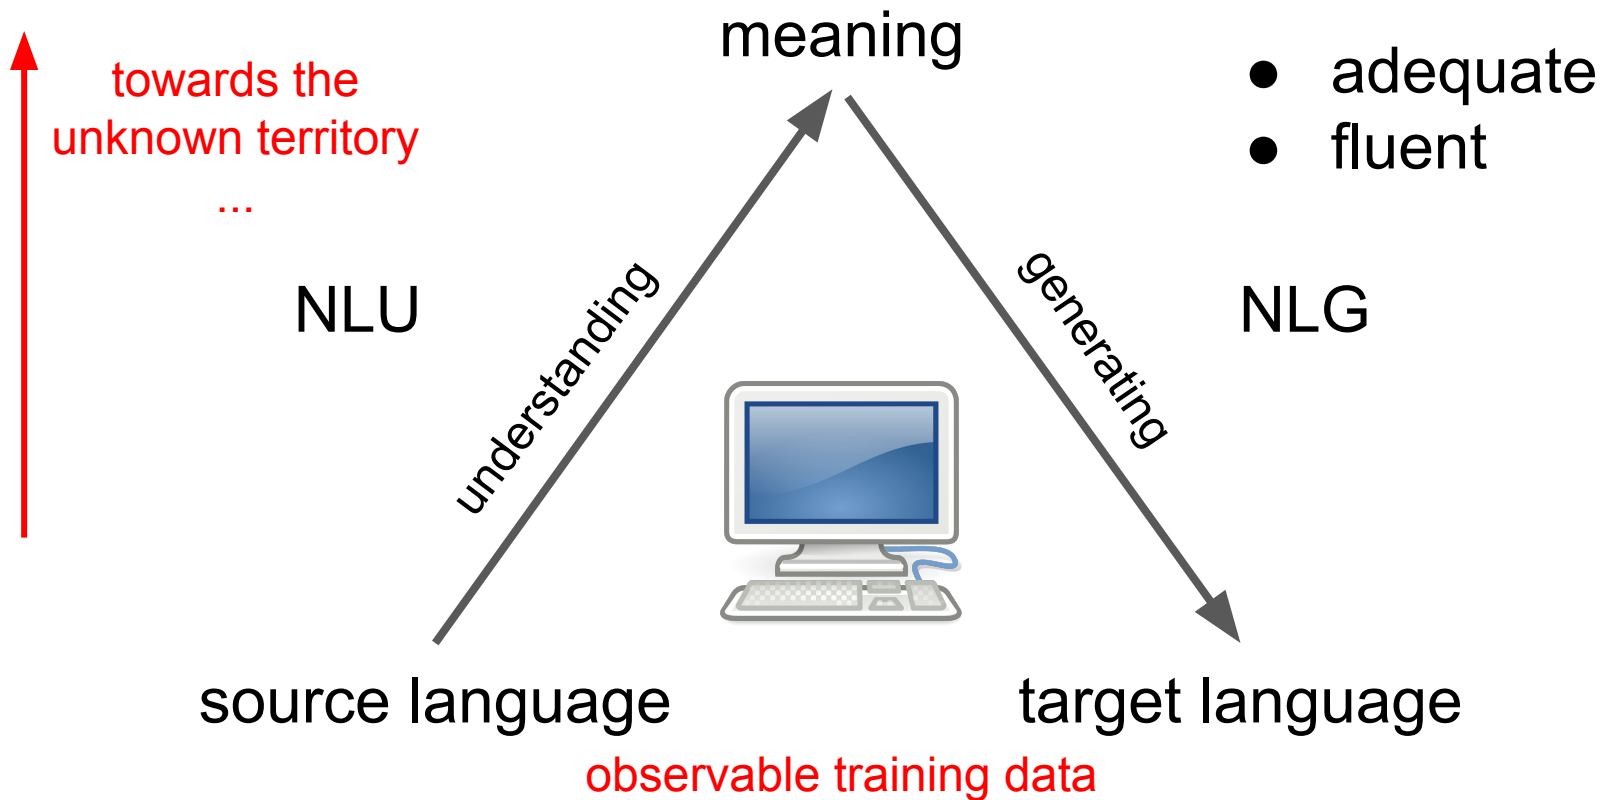 meaning
towards the
unknown territory
...
● adequate
● fluent
NLU
understanding
generating
NLG
source language
target language
observable training data